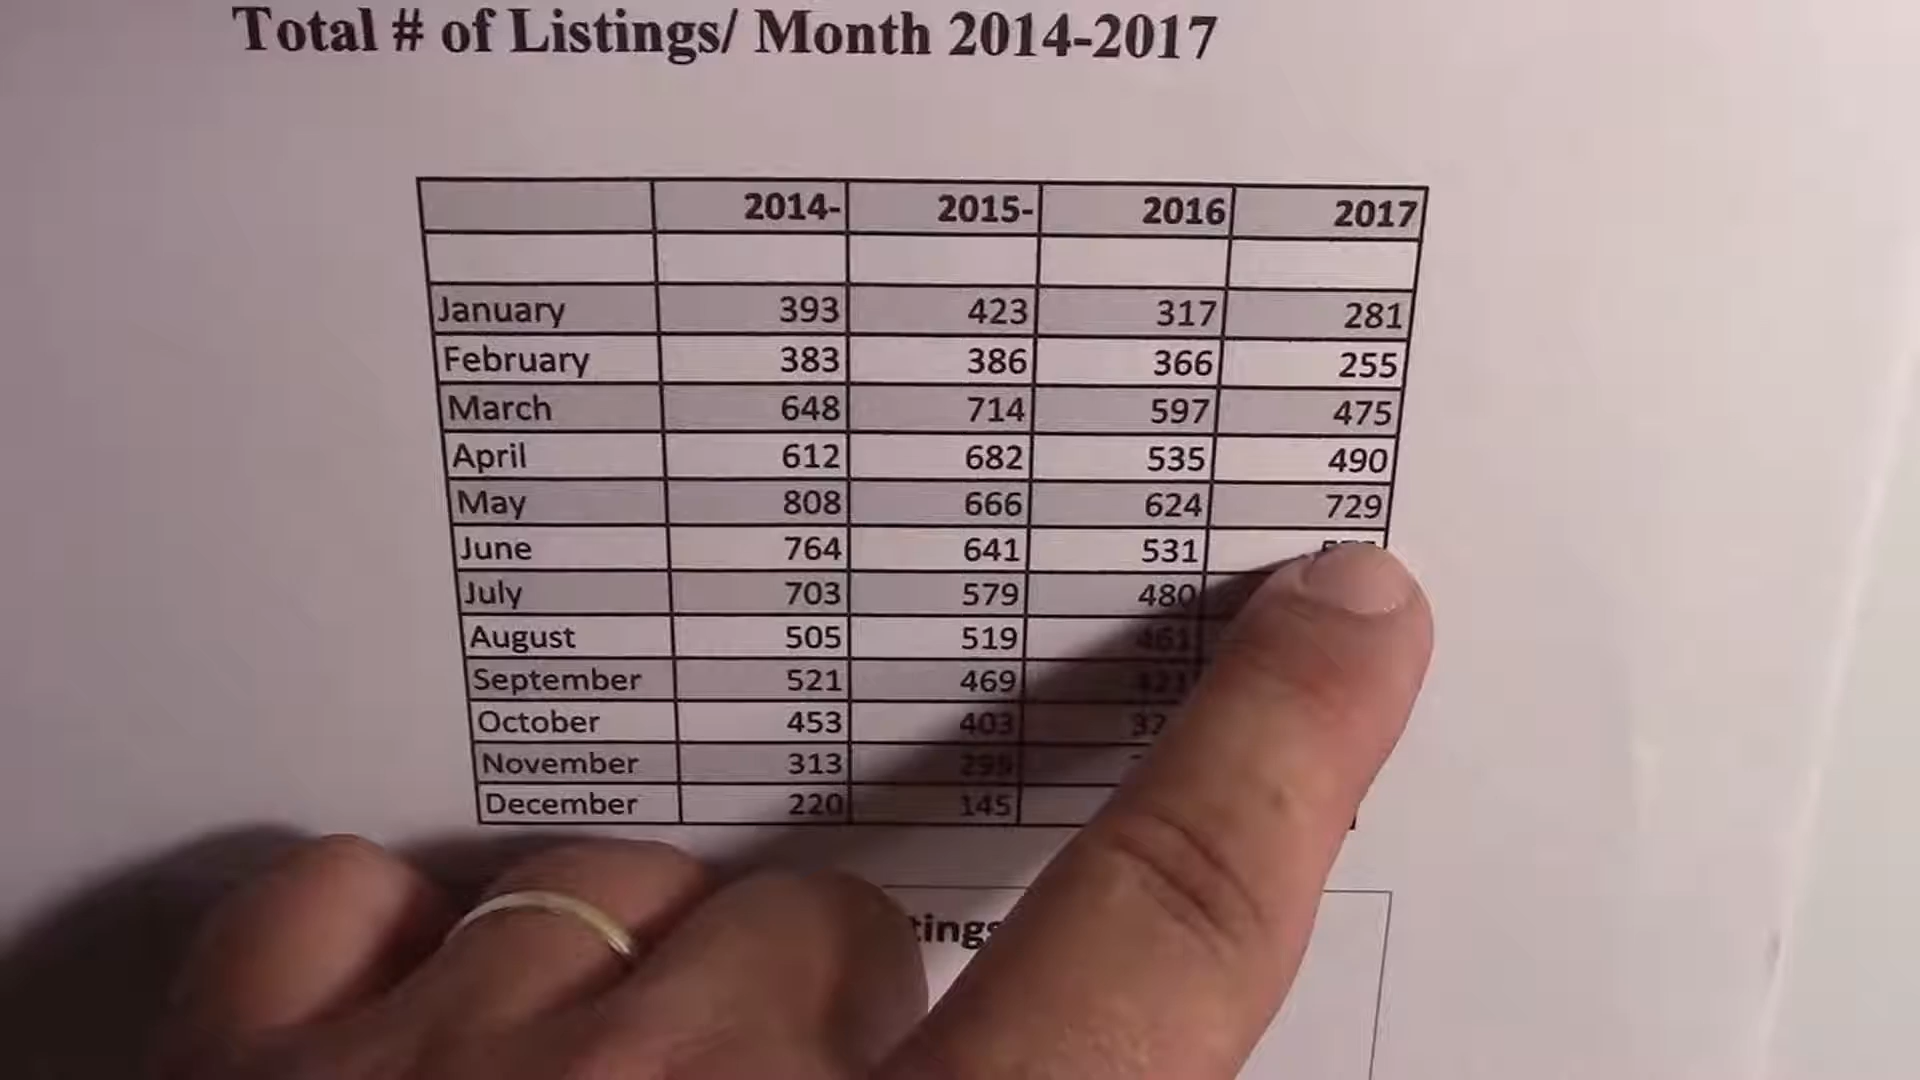 Total # of Listings/ Month 2014-2017
2014- 2015- 2016 2017
January 393 423 317 281
February 383 386 366 255
March 648 714 597 475
April 612 682 535 490
May 808 666 624 729
June 764 641 531
July 703 579 480
August 505 519 461
September 521 469
October 453 403
November 313
December 220 145